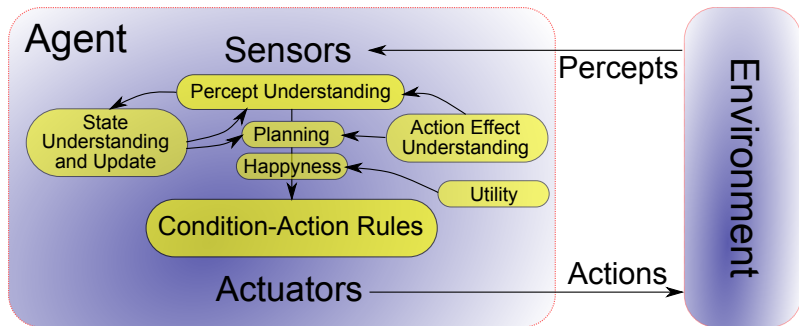 Agent
Sensors
Percepts
Percept Understanding
State
Understanding
and Update
Planning
Action Effect
Understanding
Happyness
Utility
Condition-Action Rules
Actuators
Actions
Environment